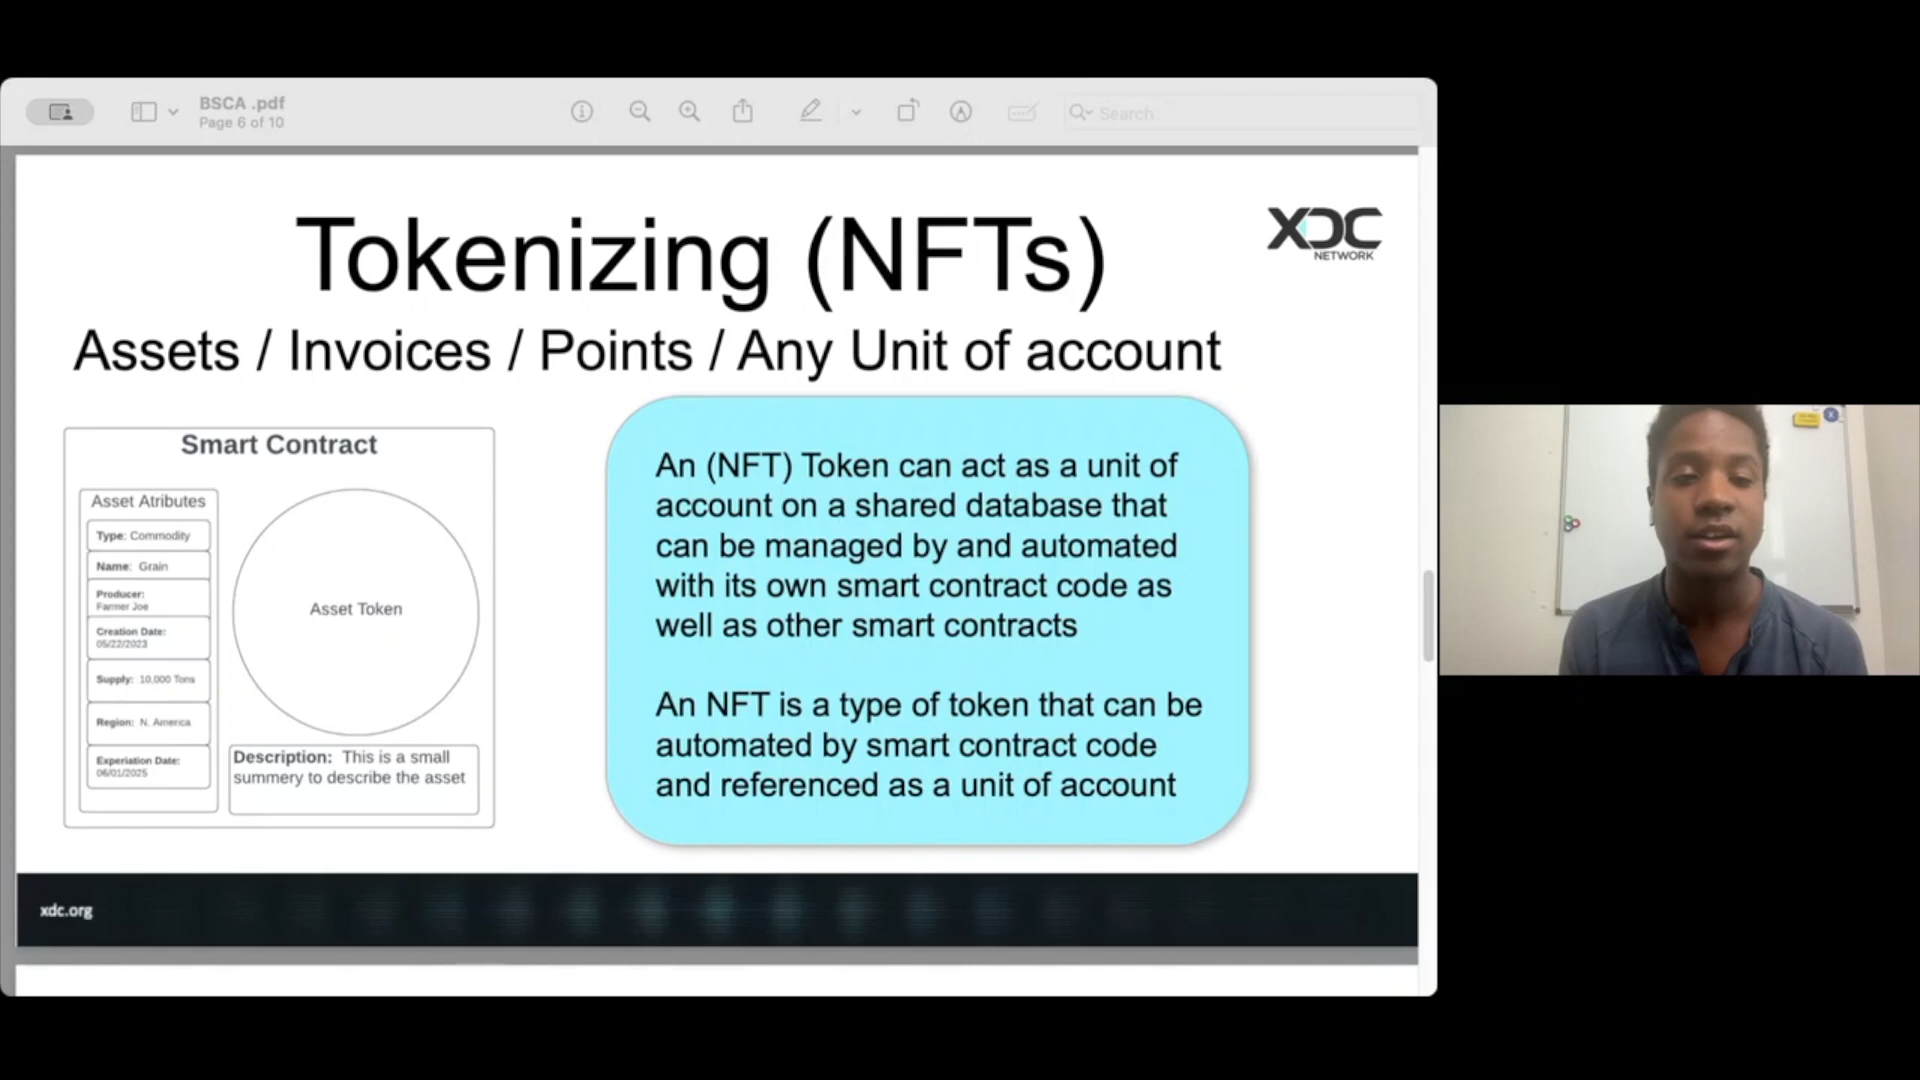 BSCA .pdf
Page 6 of 10
Search
Tokenizing (NFTs)
XDC
NETWORK
Assets / Invoices / Points / Any Unit of account
Smart Contract
Asset Atributes
Type: Commodity
Name: Grain
Producer:
Farmer Joe
Creation Date:
05/22/2023
Supply: 10,000 Tons
Region: N. America
Experiation Date:
06/01/2025
Asset Token
Description: This is a small
summery to describe the asset
An (NFT) Token can act as a unit of
account on a shared database that
can be managed by and automated
with its own smart contract code as
well as other smart contracts
An NFT is a type of token that can be
automated by smart contract code
and referenced as a unit of account
xdc.org